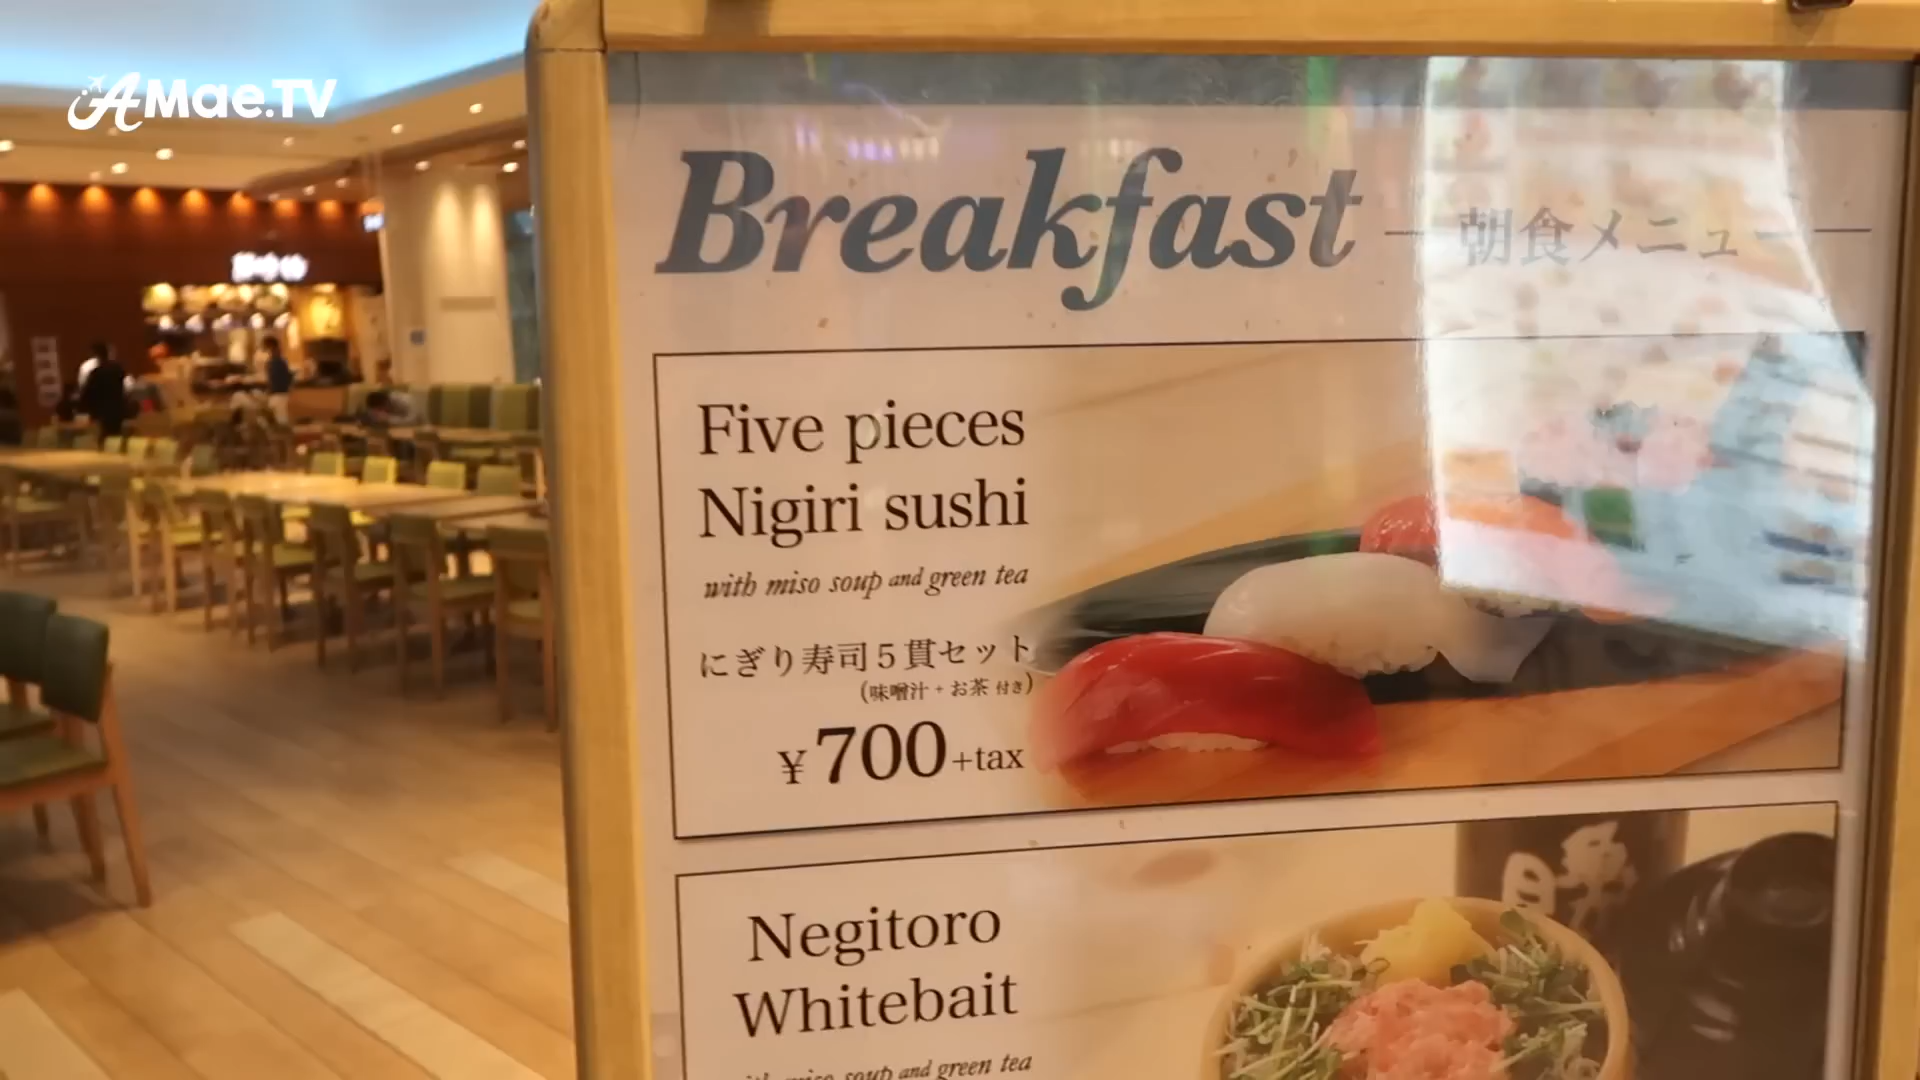 AMae.TV
Breakfast
朝食メニュー
Five pieces
Nigiri sushi
with miso soup and green tea
にぎり寿司5貫セット
(味噌汁+お茶 付き)
¥700+tax
Negitoro
Whitebait
with miso soup and green tea